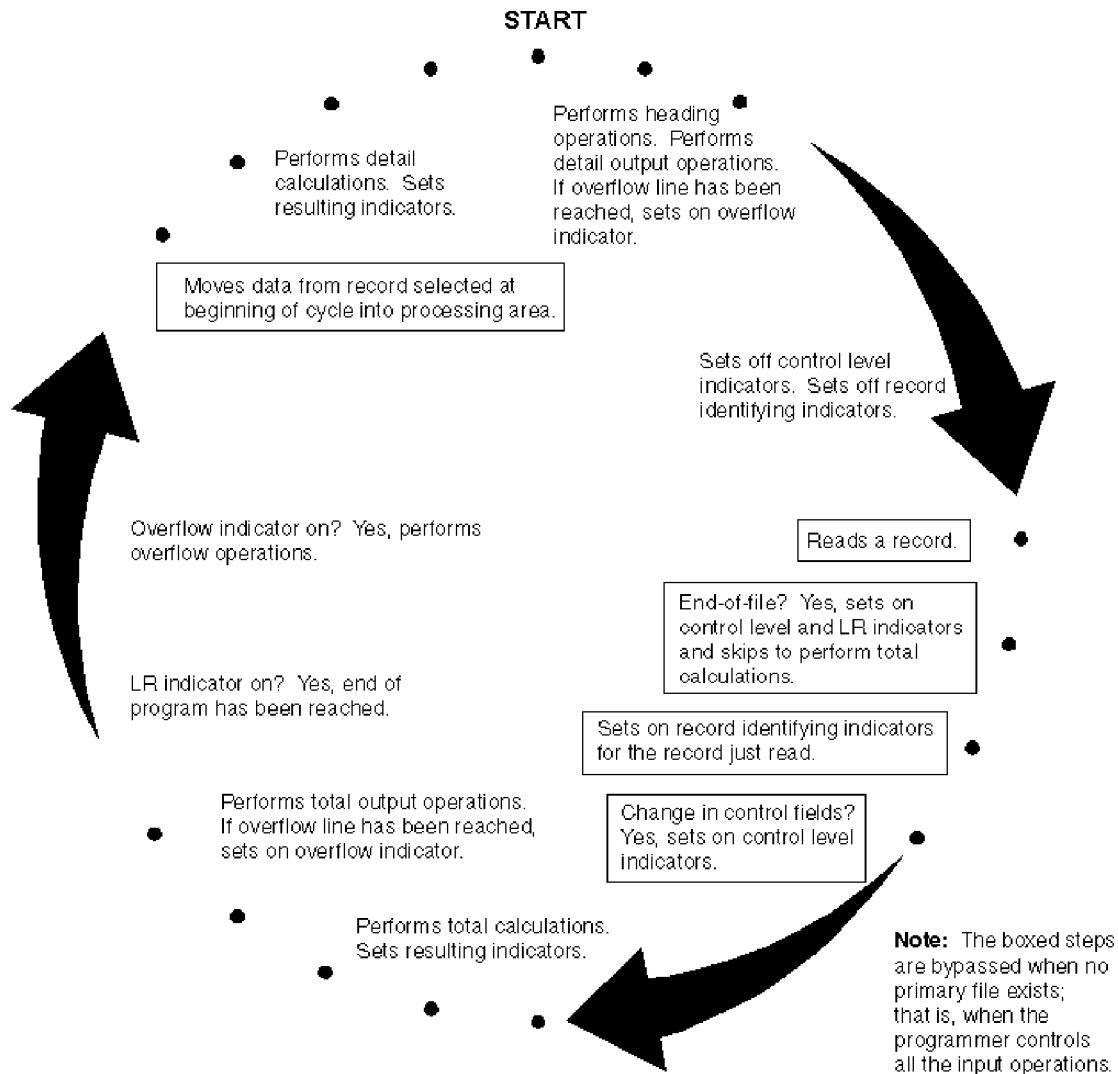 START
Performs heading
operations. Performs
detail output operations.
If overflow line has been
reached, sets on overflow
indicator.
Sets off control level
indicators. Sets off record
identifying indicators.
Reads a record.
End-of-file? Yes, sets on
control level and LR indicators
and skips to perform total
calculations.
Sets on record identifying indicators
for the record just read.
Change in control fields?
Yes, sets on control level
indicators.
Performs total calculations.
Sets resulting indicators.
Performs total output operations.
If overflow line has been reached,
sets on overflow indicator.
LR indicator on? Yes, end of
program has been reached.
Overflow indicator on? Yes, performs
overflow operations.
Moves data from record selected at
beginning of cycle into processing area.
Performs detail
calculations. Sets
resulting indicators.
Note: The boxed steps
are bypassed when no
primary file exists;
that is, when the
programmer controls
all the input operations.